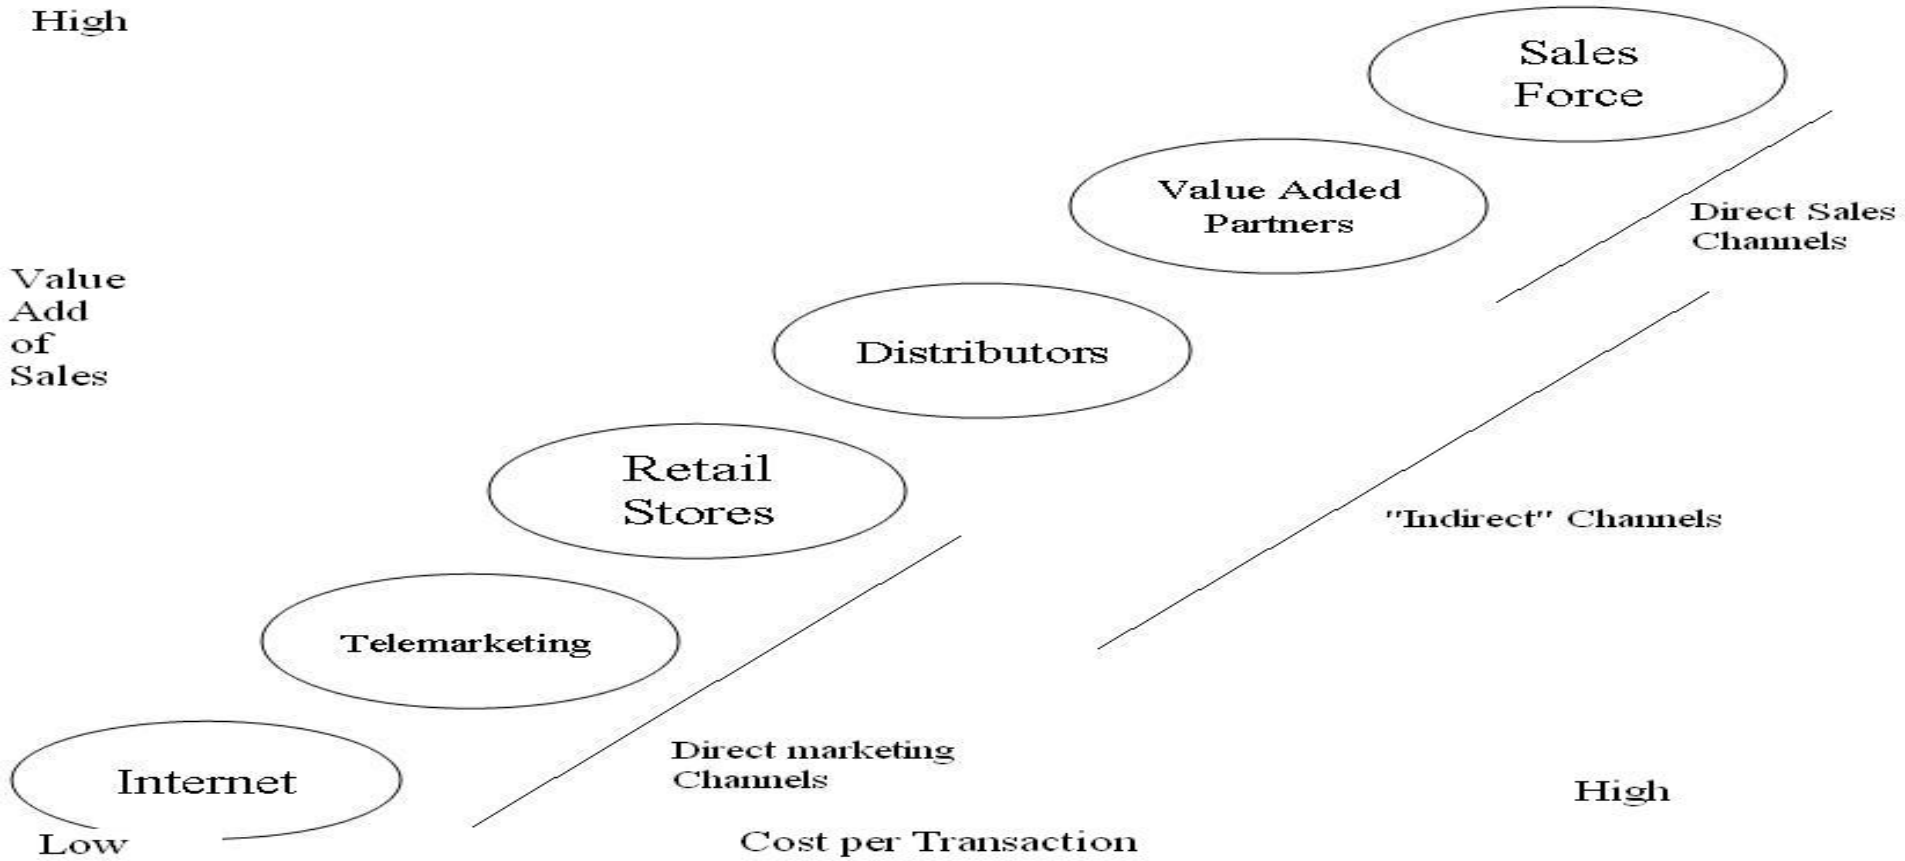 High
Sales
Force
Value Added
Partners
Direct Sales
Channels
Value
Add
of
Sales
Distributors
Retail
Stores
"Indirect" Channels
Telemarketing
Direct marketing
Channels
Internet
High
Low
Cost per Transaction